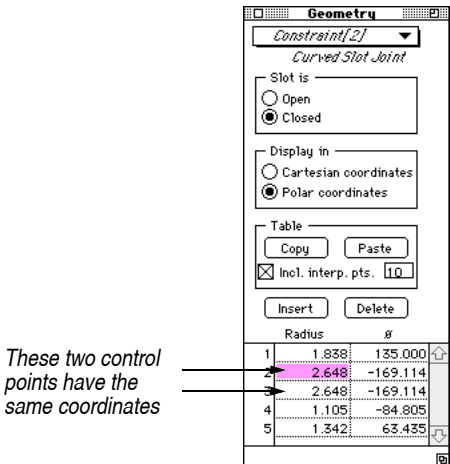 Geometry
Constraint[2]
Curved Slot Joint
Slot is
Open
Closed
Display in
Cartesian coordinates
Polar coordinates
Table
Copy Paste
Incl. interp. pts. 10
Insert Delete
Radius ø
1 1.838 135.000
2 2.648 -169.114
3 2.648 -169.114
4 1.105 -84.805
5 1.342 63.435
These two control
points have the
same coordinates